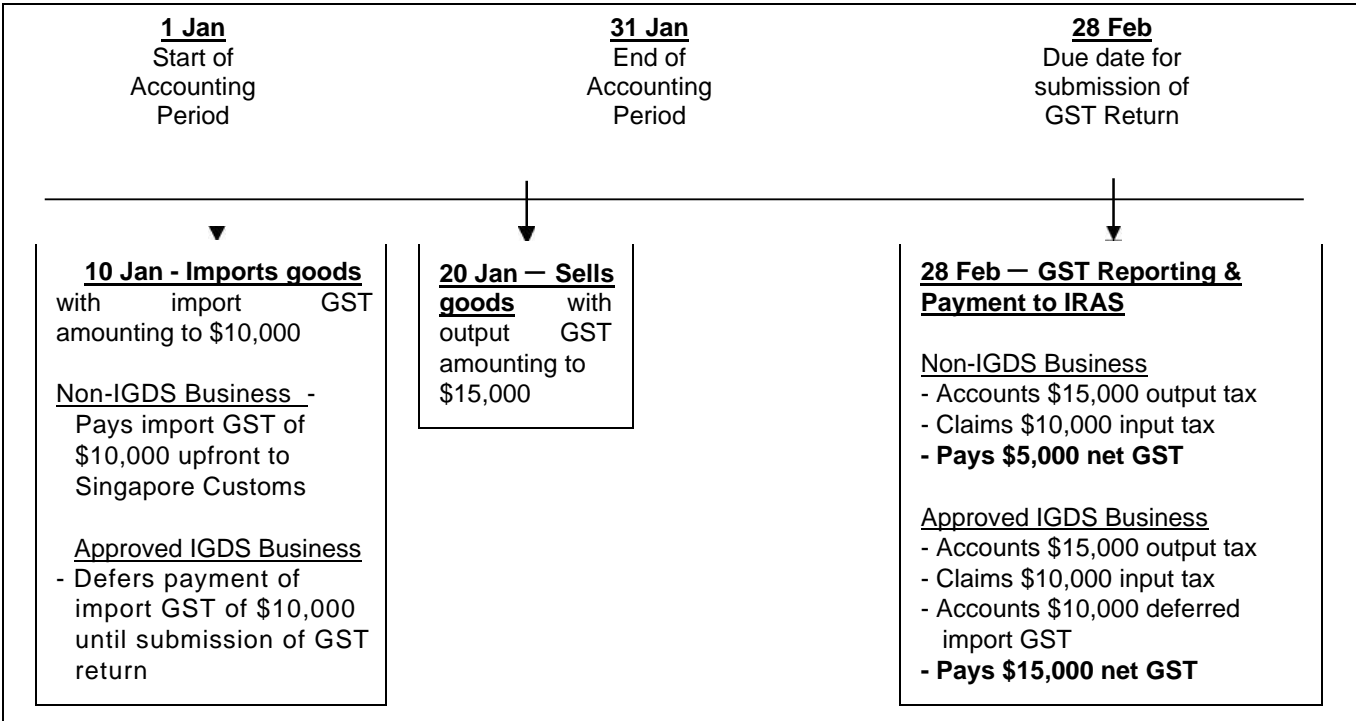 1 Jan
Start of
Accounting
Period
31 Jan
End of
Accounting
Period
28 Feb
Due date for
submission of
GST Return
10 Jan - Imports goods
with import GST
amounting to $10,000
Non-IGDS Business -
Pays import GST of
$10,000 upfront to
Singapore Customs
Approved IGDS Business
- Defers payment of
import GST of $10,000
until submission of GST
return
20 Jan — Sells
goods with
output GST
amounting to
$15,000
28 Feb — GST Reporting &
Payment to IRAS
Non-IGDS Business
- Accounts $15,000 output tax
- Claims $10,000 input tax
- Pays $5,000 net GST
Approved IGDS Business
- Accounts $15,000 output tax
- Claims $10,000 input tax
- Accounts $10,000 deferred
import GST
- Pays $15,000 net GST